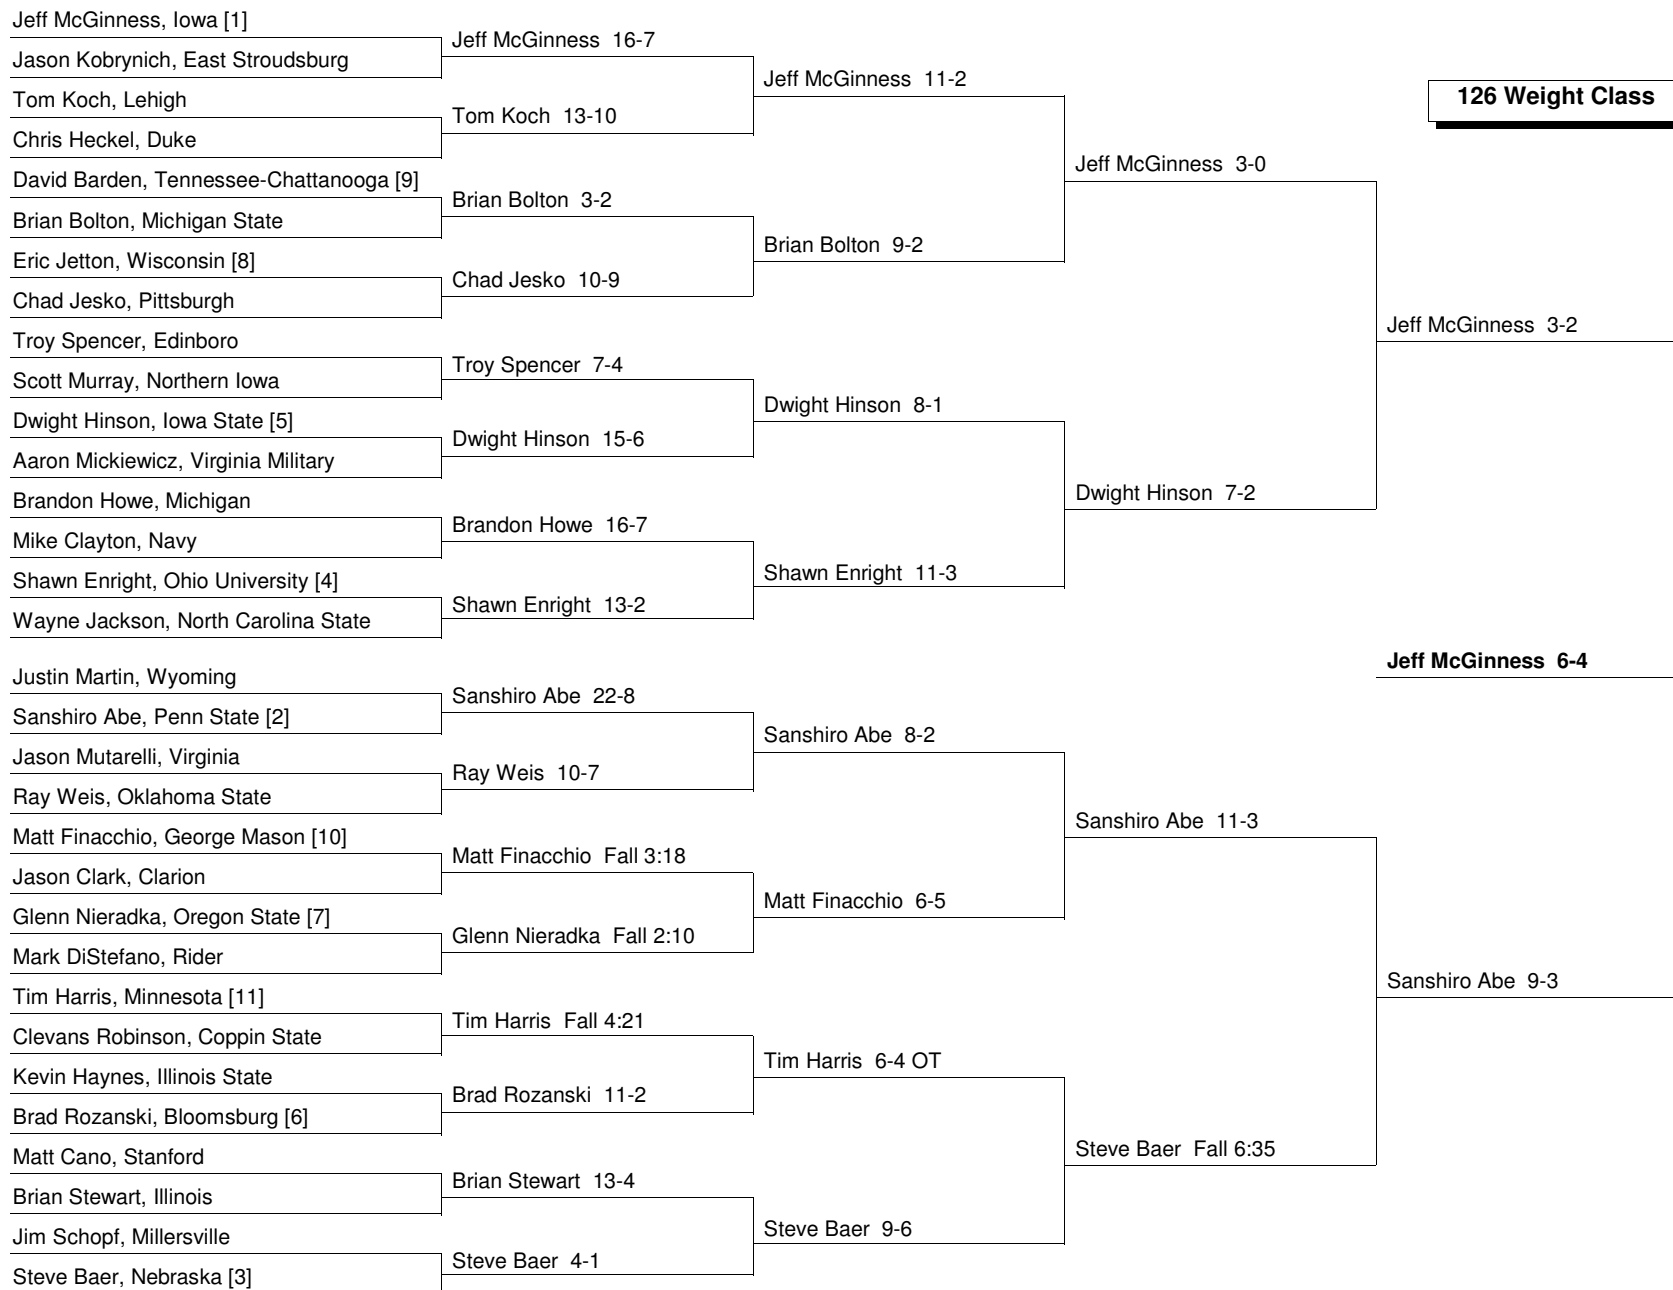 Jeff McGinness, Iowa [1]
Jason Kobrynich, East Stroudsburg
Tom Koch, Lehigh
Chris Heckel, Duke
David Barden, Tennessee-Chattanooga [9]
Brian Bolton, Michigan State
Eric Jetton, Wisconsin [8]
Chad Jesko, Pittsburgh
Troy Spencer, Edinboro
Scott Murray, Northern Iowa
Dwight Hinson, Iowa State [5]
Aaron Mickiewicz, Virginia Military
Brandon Howe, Michigan
Mike Clayton, Navy
Shawn Enright, Ohio University [4]
Wayne Jackson, North Carolina State
Justin Martin, Wyoming
Sanshiro Abe, Penn State [2]
Jason Mutarelli, Virginia
Ray Weis, Oklahoma State
Matt Finacchio, George Mason [10]
Jason Clark, Clarion
Glenn Nieradka, Oregon State [7]
Mark DiStefano, Rider
Tim Harris, Minnesota [11]
Clevans Robinson, Coppin State
Kevin Haynes, Illinois State
Brad Rozanski, Bloomsburg [6]
Matt Cano, Stanford
Brian Stewart, Illinois
Jim Schopf, Millersville
Steve Baer, Nebraska [3]
Jeff McGinness 16-7
Tom Koch 13-10
Brian Bolton 3-2
Chad Jesko 10-9
Troy Spencer 7-4
Dwight Hinson 15-6
Brandon Howe 16-7
Shawn Enright 13-2
Sanshiro Abe 22-8
Ray Weis 10-7
Matt Finacchio Fall 3:18
Glenn Nieradka Fall 2:10
Tim Harris Fall 4:21
Brad Rozanski 11-2
Brian Stewart 13-4
Steve Baer 4-1
Jeff McGinness 11-2
Brian Bolton 9-2
Dwight Hinson 8-1
Shawn Enright 11-3
Sanshiro Abe 8-2
Matt Finacchio 6-5
Tim Harris 6-4 OT
Steve Baer 9-6
Jeff McGinness 3-0
Dwight Hinson 7-2
Sanshiro Abe 11-3
Steve Baer Fall 6:35
126 Weight Class
Jeff McGinness 3-2
Jeff McGinness 6-4
Sanshiro Abe 9-3